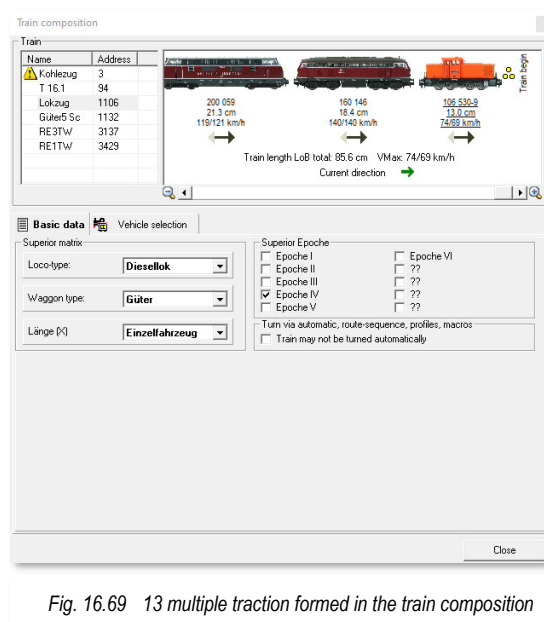 Train composition
Train
Name Address
Kohlezug 3
T 16.1 94
Lokzug 1106
Güter5 Sc 1132
RE3TW 3137
RE1TW 3429
200 059 160 146 106 530-9
21.3 cm 18.4 cm 13.0 cm
119/121 km/h 140/140 km/h 74/69 km/h
Train begin
Train length LoB total: 85.6 cm VMax: 74/69 km/h
Current direction
Basic data Vehicle selection
Superior matrix
Loco-type: Diesellok
Waggon type: Güter
Länge (X) Einzelfahrzeug
Superior Epoche
Epoche I Epoche VI
Epoche II ??
Epoche III ??
Epoche IV ??
Epoche V ??
Turn via automatic, route-sequence, profiles, macros
Train may not be turned automatically
Close
Fig. 16.69 13 multiple traction formed in the train composition